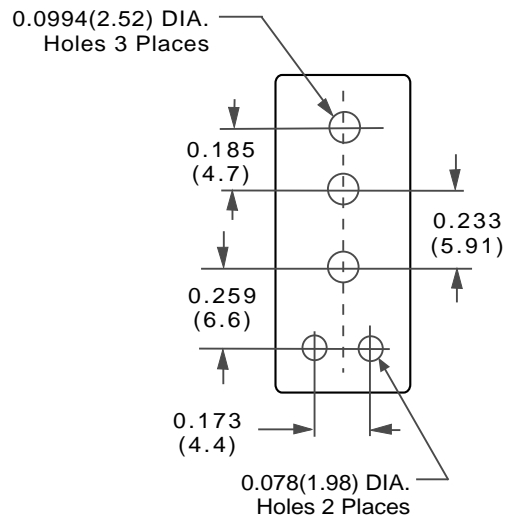 0.0994(2.52) DIA.
Holes 3 Places
0.185
(4.7)
0.233
(5.91)
0.259
(6.6)
0.173
(4.4)
0.078(1.98) DIA.
Holes 2 Places